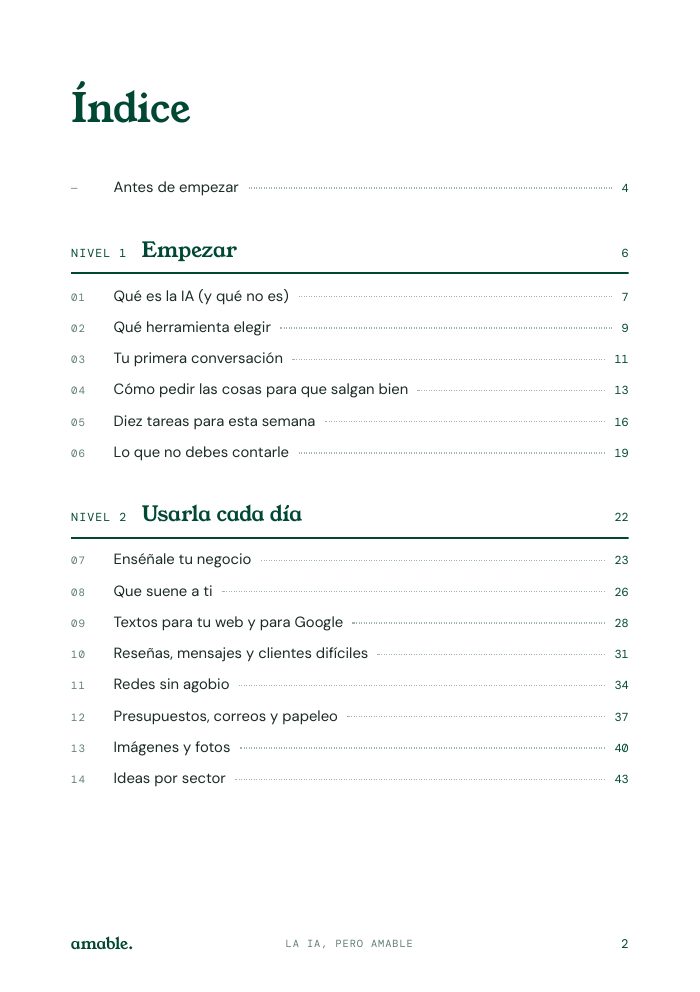 Índice
— Antes de empezar 4
NIVEL 1 Empezar 6
01 Qué es la IA (y qué no es) 7
02 Qué herramienta elegir 9
03 Tu primera conversación 11
04 Cómo pedir las cosas para que salgan bien 13
05 Diez tareas para esta semana 16
06 Lo que no debes contarle 19
NIVEL 2 Usarla cada día 22
07 Enséñale tu negocio 23
08 Que suene a ti 26
09 Textos para tu web y para Google 28
10 Reseñas, mensajes y clientes difíciles 31
11 Redes sin agobio 34
12 Presupuestos, correos y papeleo 37
13 Imágenes y fotos 40
14 Ideas por sector 43
amable. LA IA, PERO AMABLE 2